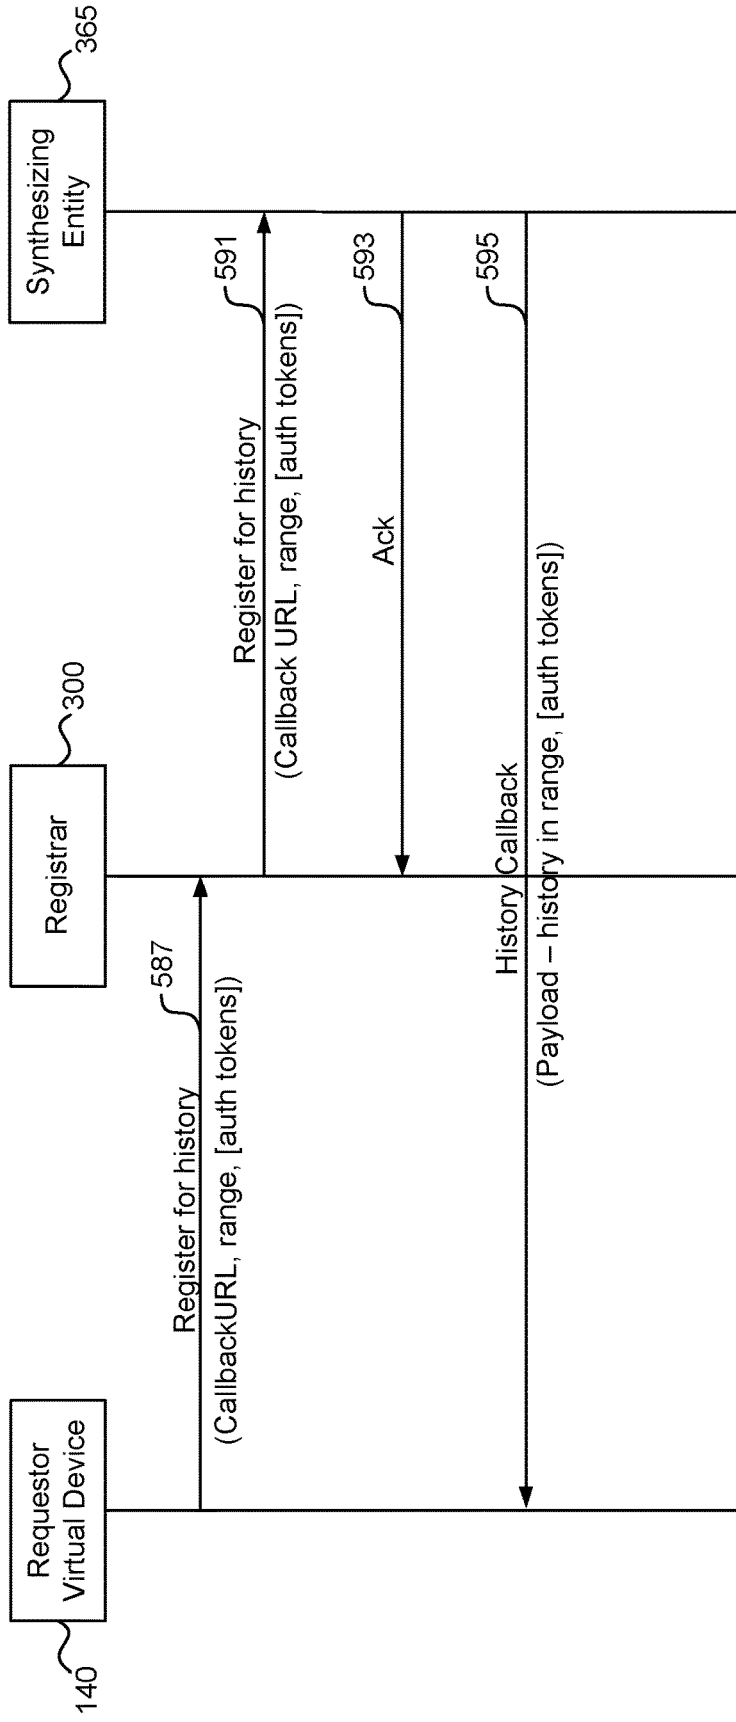 140
Requestor
Virtual Device
Registrar
300
Synthesizing
Entity
365
Register for history
587
(CallbackURL, range, [auth tokens])
Register for history
591
(Callback URL, range, [auth tokens])
Ack
593
History Callback
595
(Payload – history in range, [auth tokens])